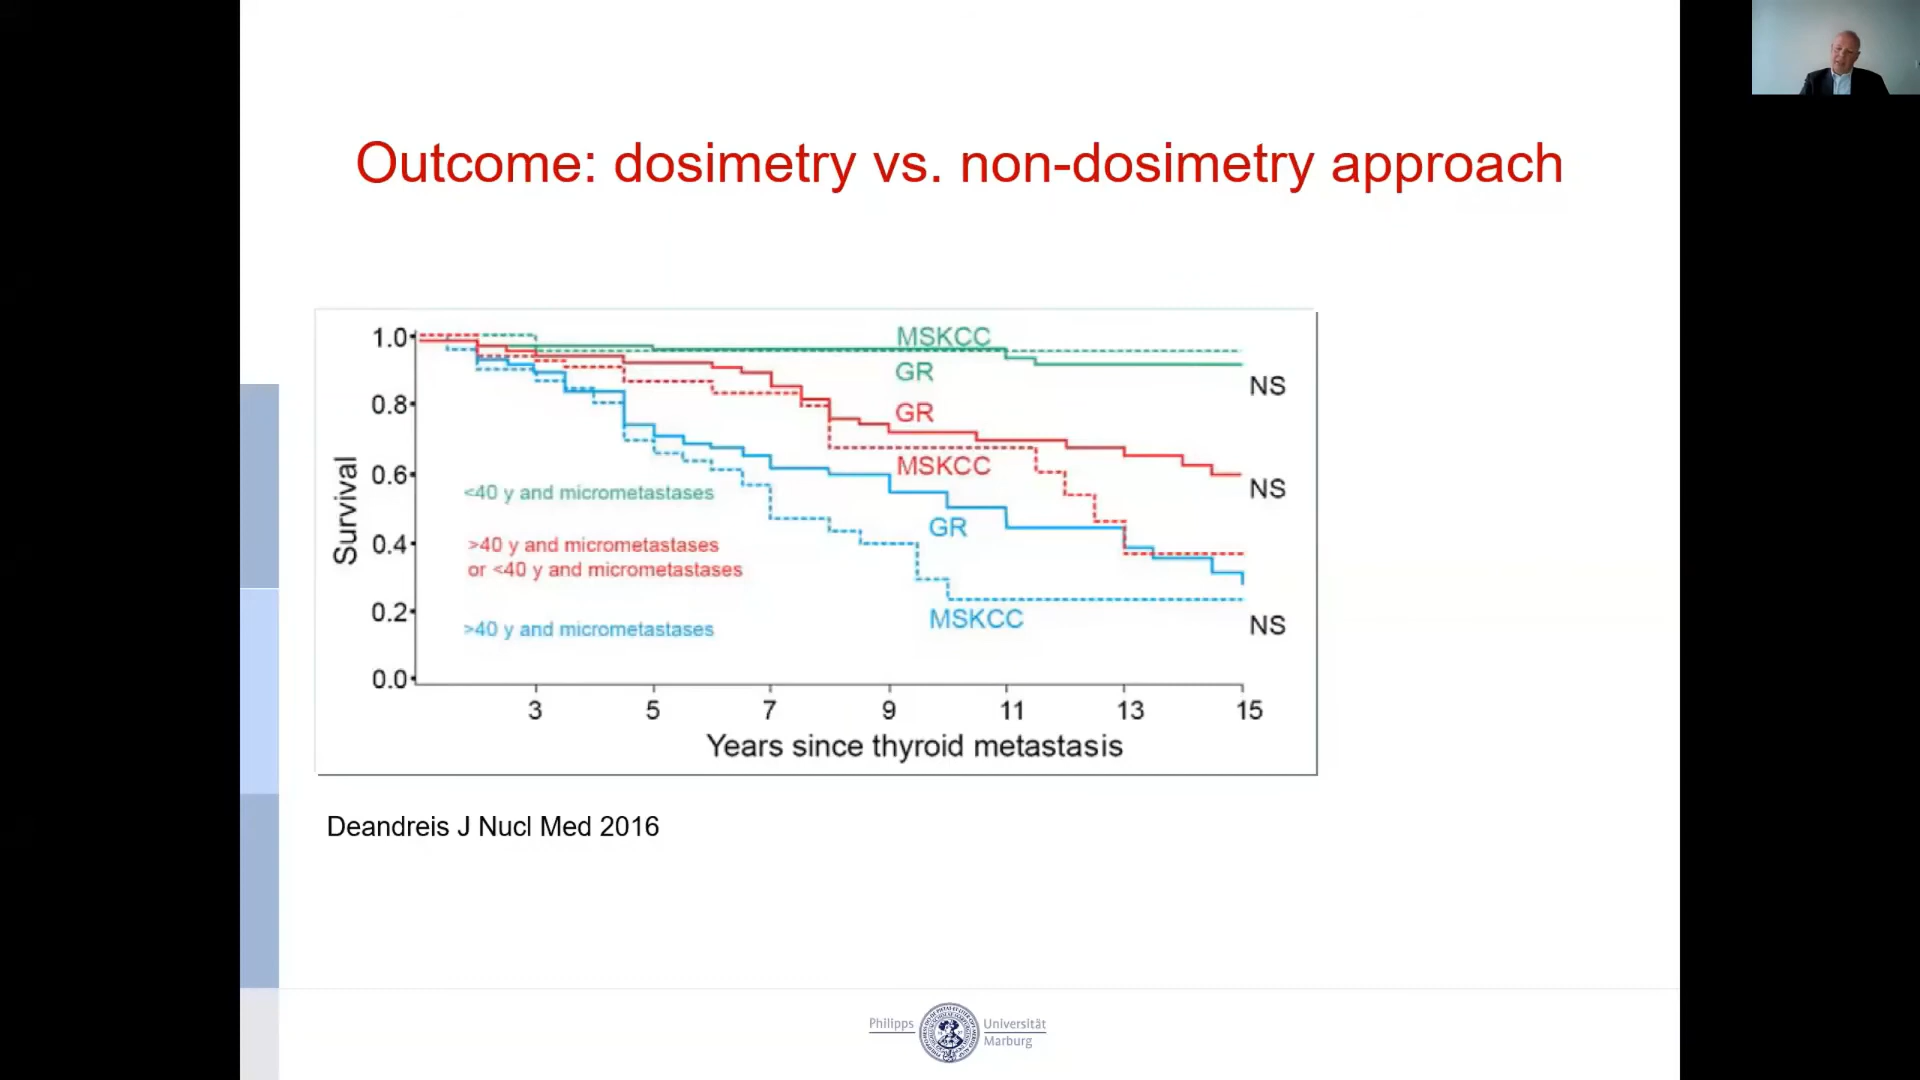 Outcome: dosimetry vs. non-dosimetry approach
1.0
0.8
0.6
0.4
0.2
0.0
Survival
MSKCC
GR
NS
GR
MSKCC
NS
GR
MSKCC
NS
<40 y and micrometastases
>40 y and micrometastases
or <40 y and micrometastases
>40 y and micrometastases
3 5 7 9 11 13 15
Years since thyroid metastasis
Deandreis J Nucl Med 2016
Philipps Universität
Marburg